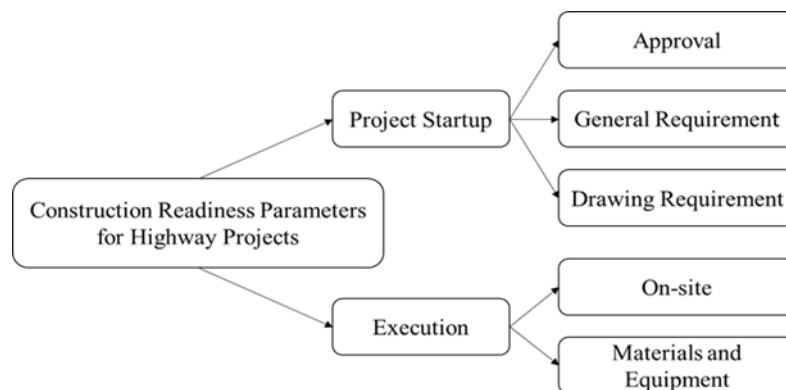 Approval
Project Startup
General Requirement
Construction Readiness Parameters
for Highway Projects
Drawing Requirement
Execution
On-site
Materials and
Equipment